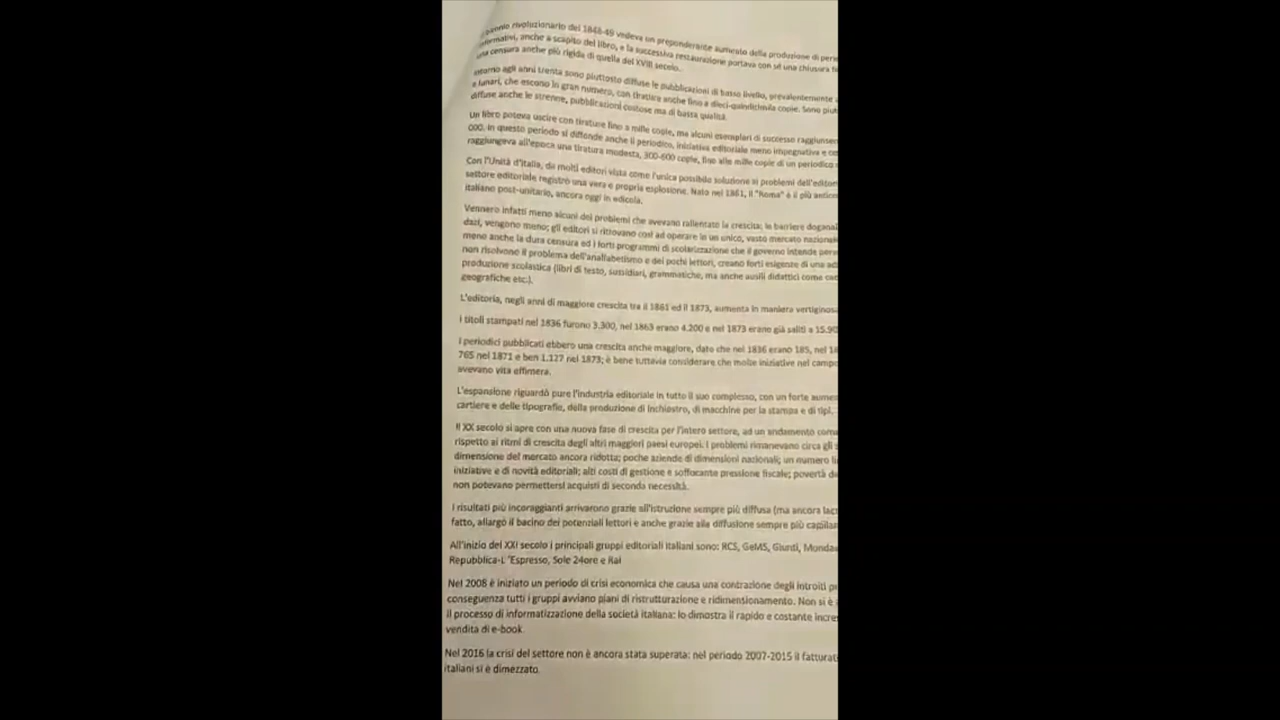 rivoluzionario del 1848-49 vedeva un preponderante aumento della produzione di
informativi, anche a scapito del libro, e la successiva restaurazione portava con sé una chiusura
una censura anche più rigida di quella del XVIII secolo.
Intorno agli anni trenta sono piuttosto diffuse le pubblicazioni di basso livello, prevalentemente
e lunari, che escono in gran numero, con tirature anche fino a dieci-quindicimila copie. Sono
diffuse anche le strenne, pubblicazioni costose ma di bassa qualità.
Un libro poteva uscire con tirature fino a mille copie, ma alcuni esemplari di successo
000. In questo periodo si diffonde anche il periodico, iniziativa editoriale meno impegnativa e
raggiungeva all'epoca una tiratura modesta, 300-600 copie, fino alle mille copie di un periodico
Con l'Unità d'Italia, da molti editori vista come l'unica possibile soluzione ai problemi
settore editoriale registrò una vera e propria esplosione. Nato nel 1861, il "Roma" è il più
italiano post-unitario, ancora oggi in edicola.
Vennero infatti meno alcuni dei problemi che avevano rallentato la crescita: le barriere
dazi, vengono meno; gli editori si ritrovano così ad operare in un unico, vasto mercato
meno anche la dura censura ed i forti programmi di scolarizzazione che il governo intende
non risolvono il problema dell'analfabetismo e dei pochi lettori, creano forti esigenze di una
produzione scolastica (libri di testo, sussidiari, grammatiche, ma anche ausili didattici come
geografiche etc.).
L'editoria, negli anni di maggiore crescita tra il 1861 ed il 1873, aumenta in maniera vertiginosa
I titoli stampati nel 1836 furono 3.300, nel 1863 erano 4.200 e nel 1873 erano già saliti a 15.90
I periodici pubblicati ebbero una crescita anche maggiore, dato che nel 1836 erano 185, nel 18
765 nel 1871 e ben 1.127 nel 1873; è bene tuttavia considerare che molte iniziative nel campo
avevano vita effimera.
L'espansione riguardò pure l'industria editoriale in tutto il suo complesso, con un forte
cartiere e delle tipografie, della produzione di inchiostro, di macchine per la stampa e di tipi.
Il XX secolo si apre con una nuova fase di crescita per l'intero settore, ad un andamento
rispetto ai ritmi di crescita degli altri maggiori paesi europei. I problemi rimanevano circa gli
dimensione del mercato ancora ridotta; poche aziende di dimensioni nazionali; un numero
iniziative e di novità editoriali; alti costi di gestione e soffocante pressione fiscale; povertà
non potevano permettersi acquisti di seconda necessità.
I risultati più incoraggianti arrivarono grazie all'istruzione sempre più diffusa (ma ancora
fatto, allargò il bacino dei potenziali lettori e anche grazie alla diffusione sempre più
All'inizio del XXI secolo i principali gruppi editoriali italiani sono: RCS, GeMS, Giunti,
Repubblica-L 'Espresso, Sole 24ore e Rai
Nel 2008 è iniziato un periodo di crisi economica che causa una contrazione degli introiti
conseguenza tutti i gruppi avviano piani di ristrutturazione e ridimensionamento. Non si è
il processo di informatizzazione della società italiana: lo dimostra il rapido e costante
vendita di e-book.
Nel 2016 la crisi del settore non è ancora stata superata: nel periodo 2007-2015 il
italiani si è dimezzato.